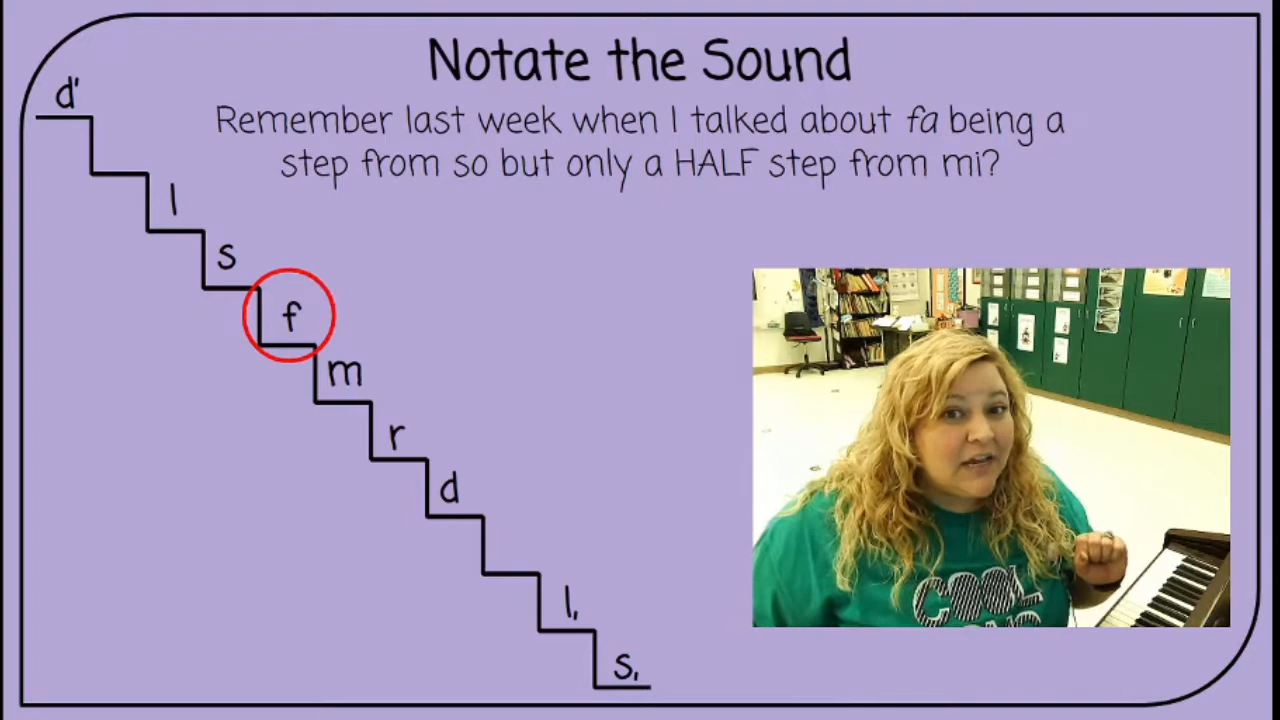 Notate the Sound
Remember last week when I talked about fa being a
step from so but only a HALF step from mi?
d'
l
s
f
m
r
d
l,
s,
COOL